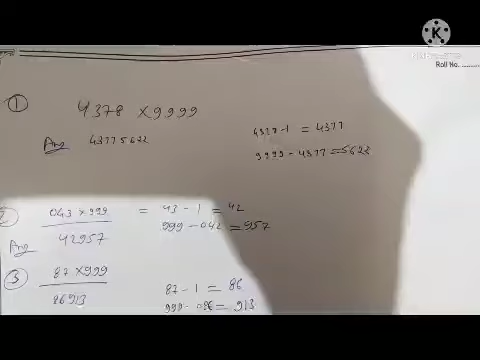 Roll No. ..........
① 4378 × 9999
4378-1 = 4377
Ans 43775622
9999 - 4377 = 5622
2 043 × 999 = 43 - 1 = 42
999 - 042 = 957
Ans 42957
③ 87 × 999
87 - 1 = 86
86913
999 - 086 = 913